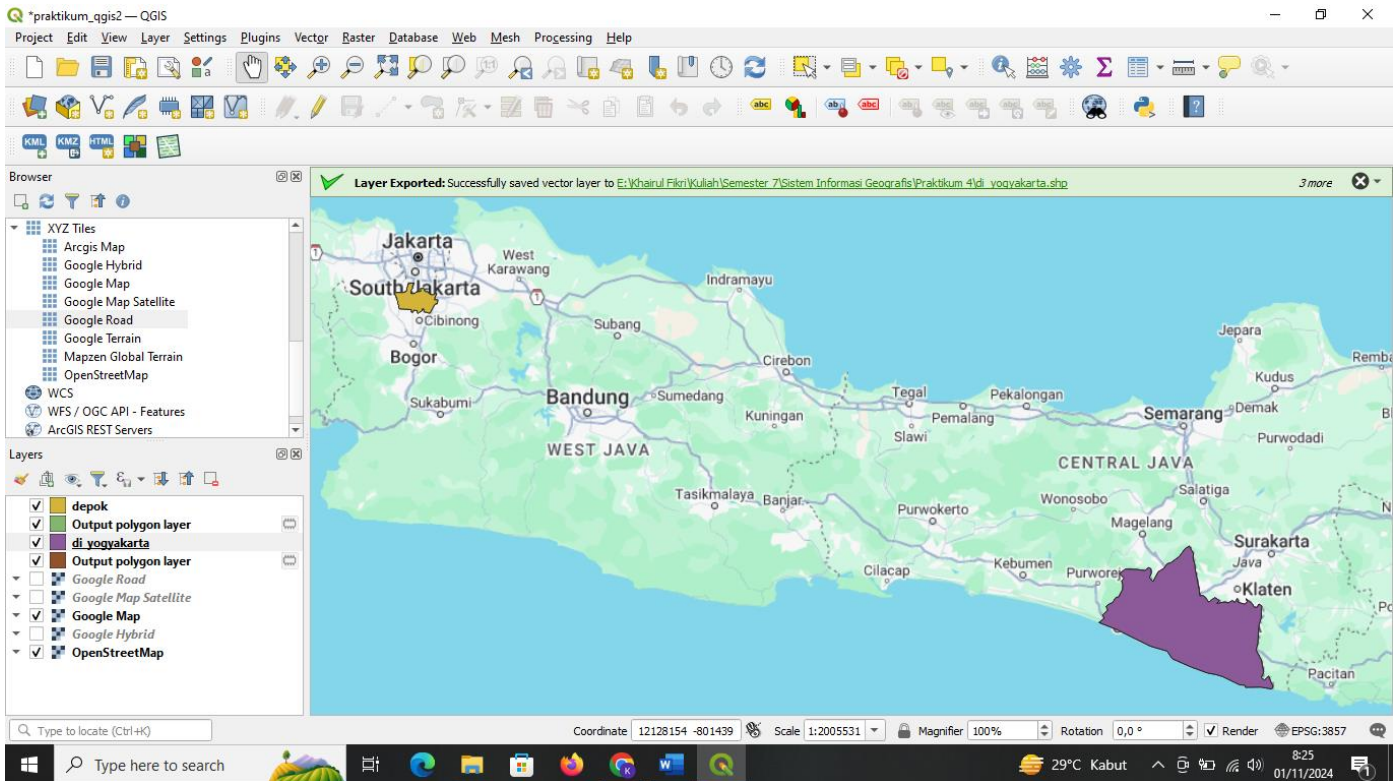 *praktikum_qgis2 — QGIS
Project Edit View Layer Settings Plugins Vector Raster Database Web Mesh Processing Help
KML KMZ HTML
Browser
Layer Exported: Successfully saved vector layer to E:\Khairul Fikri\Kuliah\Semester 7\Sistem Informasi Geografis\Praktikum 4\di_yogyakarta.shp 3 more
XYZ Tiles
Arcgis Map
Google Hybrid
Google Map
Google Map Satellite
Google Road
Google Terrain
Mapzen Global Terrain
OpenStreetMap
WCS
WFS / OGC API - Features
ArcGIS REST Servers
Layers
depok
Output polygon layer
di_yogyakarta
Output polygon layer
Google Road
Google Map Satellite
Google Map
Google Hybrid
OpenStreetMap
Jakarta
West
Karawang
South Jakarta
Indramayu
Cibinong
Subang
Jepara
Bogor
Cirebon
Kudus
Sukabumi
Bandung
Sumedang
Tegal
Pekalongan
Kuningan
Pemalang
Semarang
Demak
Slawi
Purwodadi
WEST JAVA
CENTRAL JAVA
Tasikmalaya
Banjar
Wonosobo
Salatiga
Purwokerto
Magelang
Surakarta
Java
Cilacap
Kebumen
Klaten
Pacitan
Type to locate (Ctrl+K)
Coordinate 12128154 -801439 Scale 1:2005531 Magnifier 100% Rotation 0,0 ° Render EPSG:3857
Type here to search
29°C Kabut
8:25
01/11/2024